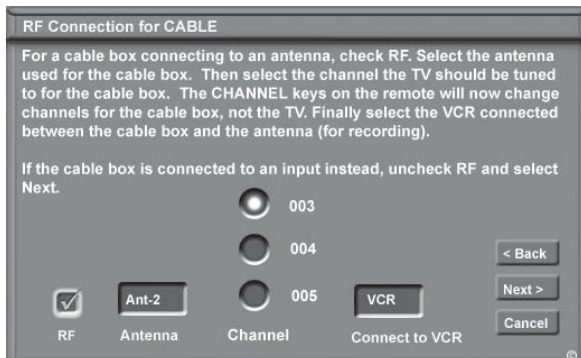 RF Connection for CABLE
For a cable box connecting to an antenna, check RF. Select the antenna
used for the cable box. Then select the channel the TV should be tuned
to for the cable box. The CHANNEL keys on the remote will now change
channels for the cable box, not the TV. Finally select the VCR connected
between the cable box and the antenna (for recording).
If the cable box is connected to an input instead, uncheck RF and select
Next.
003
004
005
< Back
Next >
Cancel
Ant-2
VCR
RF
Antenna
Channel
Connect to VCR
©